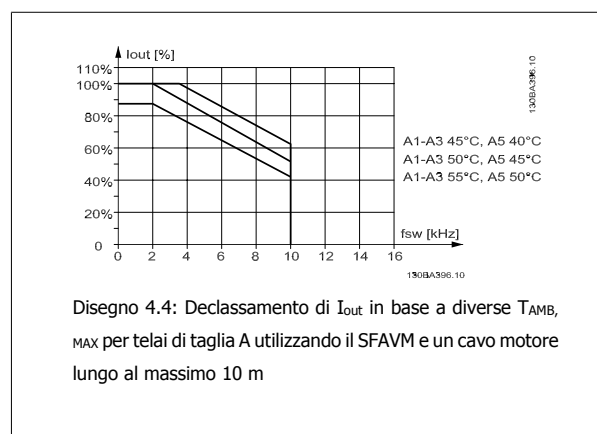 Iout [%]
130BA396.10
110%
100%
80%
60%
40%
20%
0
A1-A3 45°C, A5 40°C
A1-A3 50°C, A5 45°C
A1-A3 55°C, A5 50°C
fsw [kHz]
0 2 4 6 8 10 12 14 16
130BA396.10
Disegno 4.4: Declassamento di Iout in base a diverse TAMB,
MAX per telai di taglia A utilizzando il SFAVM e un cavo motore
lungo al massimo 10 m